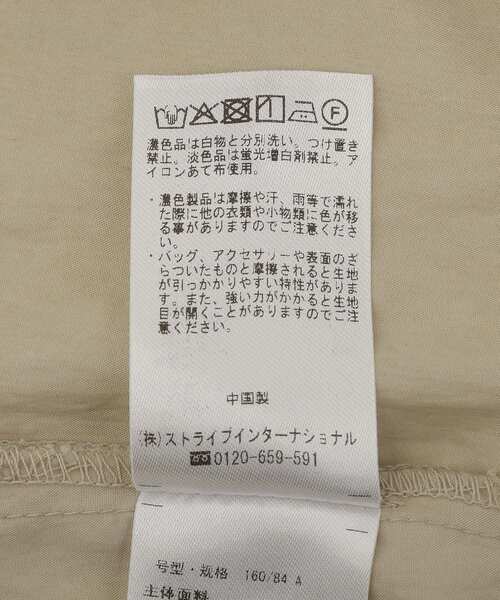 濃色品は白物と分別洗い。つけ置き
禁止。淡色品は蛍光増白剤禁止。ア
イロンあて布使用。
・濃色製品は摩擦や汗、雨等で濡れ
た際に他の衣類や小物類に色が移
る事がありますのでご注意くださ
い。
・バッグ、アクセサリーや表面のざ
らついたものと摩擦されると生地
が引っかかりやすい特性がありま
す。また、強い力がかかると生地
目が開くことがありますのでご注
意ください。
中国製
(株)ストライプインターナショナル
0120-659-591
号型・规格 160/84 A
主体面料